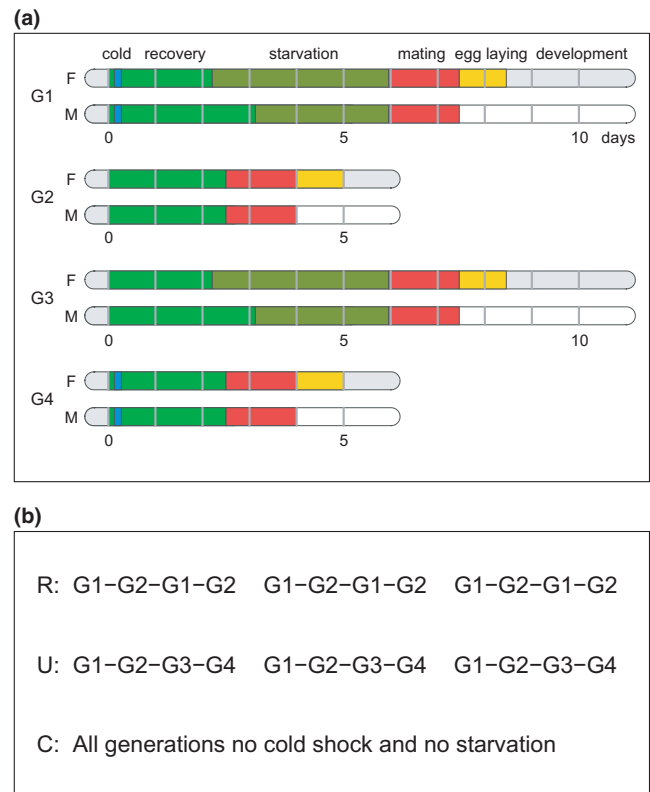 (a)
cold recovery starvation mating egg laying development
F
G1
M
0 5 10 days
F
G2
M
0 5
F
G3
M
0 5 10
F
G4
M
0 5
(b)
R: G1−G2−G1−G2 G1−G2−G1−G2 G1−G2−G1−G2
U: G1−G2−G3−G4 G1−G2−G3−G4 G1−G2−G3−G4
C: All generations no cold shock and no starvation